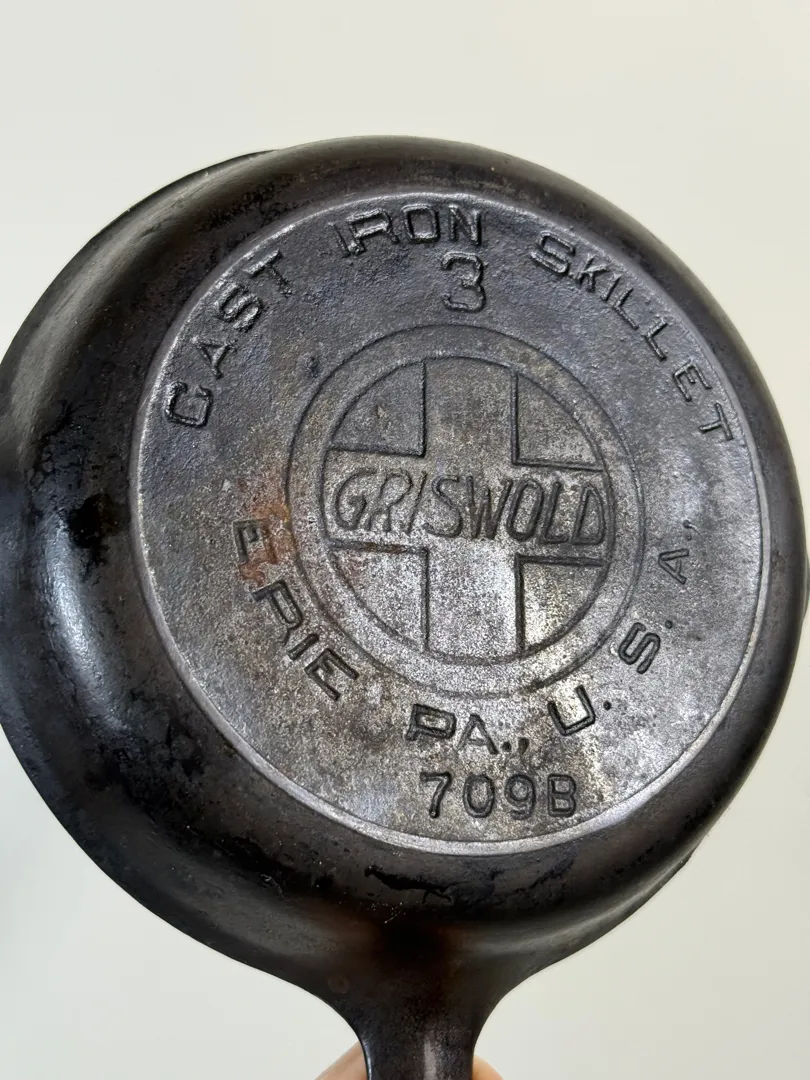 CAST IRON SKILLET
3
GRISWOLD
ERIE PA., U.S.A.
709B